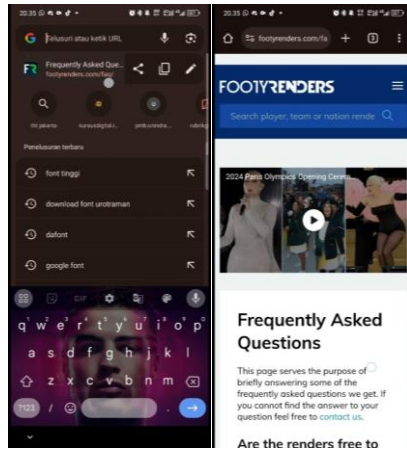 20.35
Telusuri atau ketik URL
Frequently Asked Que...
footyrenders.com/faq/
Penelusuran terbaru
font tinggi
download font urotraman
dafont
google font
GIF
q w e r t y u i o p
a s d f g h j k l
z x c v b n m
?123 / .
20.35
footyrenders.com/fa
3
FOOTYRENDERS
Search player, team or nation rende
2024 Paris Olympics Opening Cerem
Frequently Asked
Questions
This page serves the purpose of
briefly answering some of the
frequently asked questions we get. If
you cannot find the answer to your
question feel free to contact us.
Are the renders free to